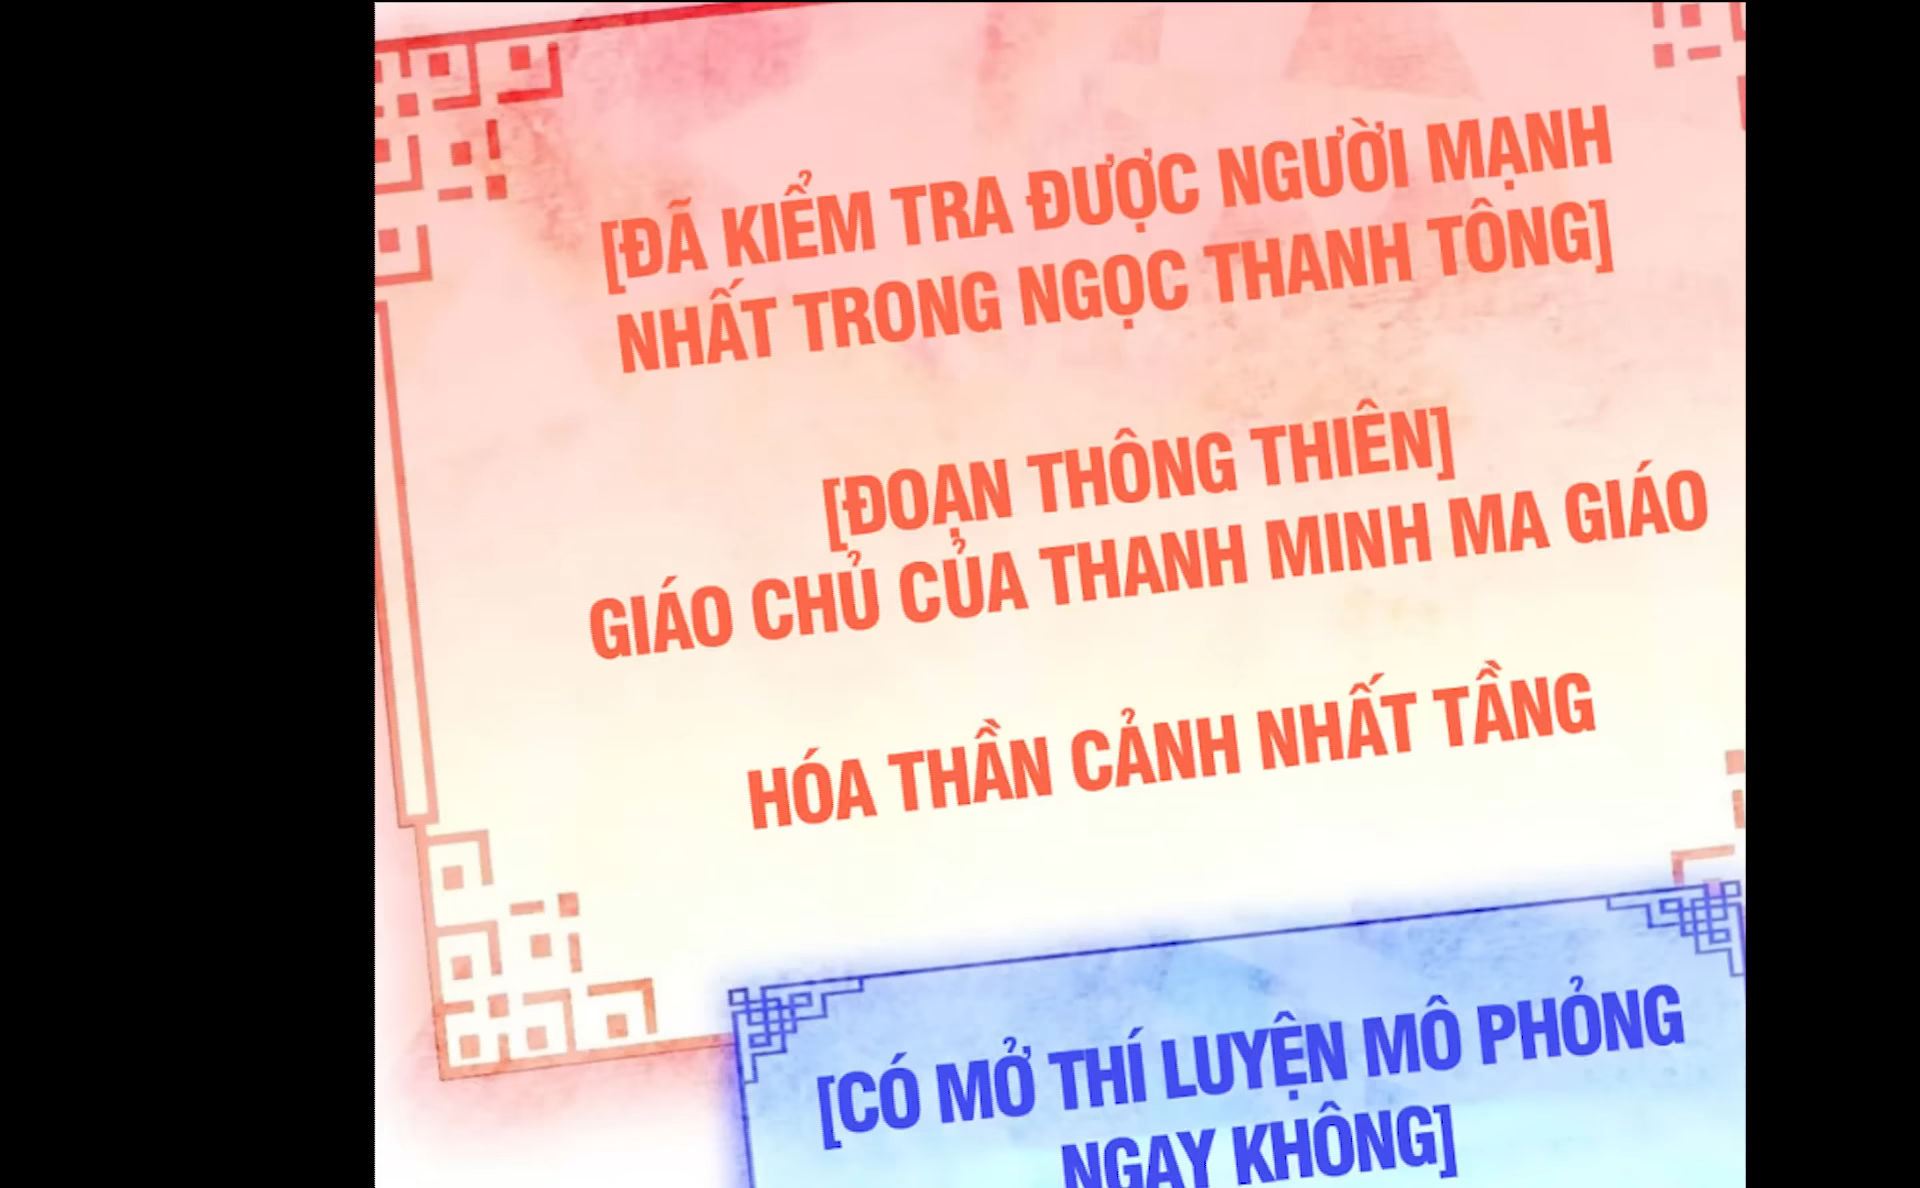 [ĐÃ KIỂM TRA ĐƯỢC NGƯỜI MẠNH
NHẤT TRONG NGỌC THANH TÔNG]
[ĐOẠN THÔNG THIÊN]
GIÁO CHỦ CỦA THANH MINH MA GIÁO
HÓA THẦN CẢNH NHẤT TẦNG
[CÓ MỞ THÍ LUYỆN MÔ PHỎNG
NGAY KHÔNG]